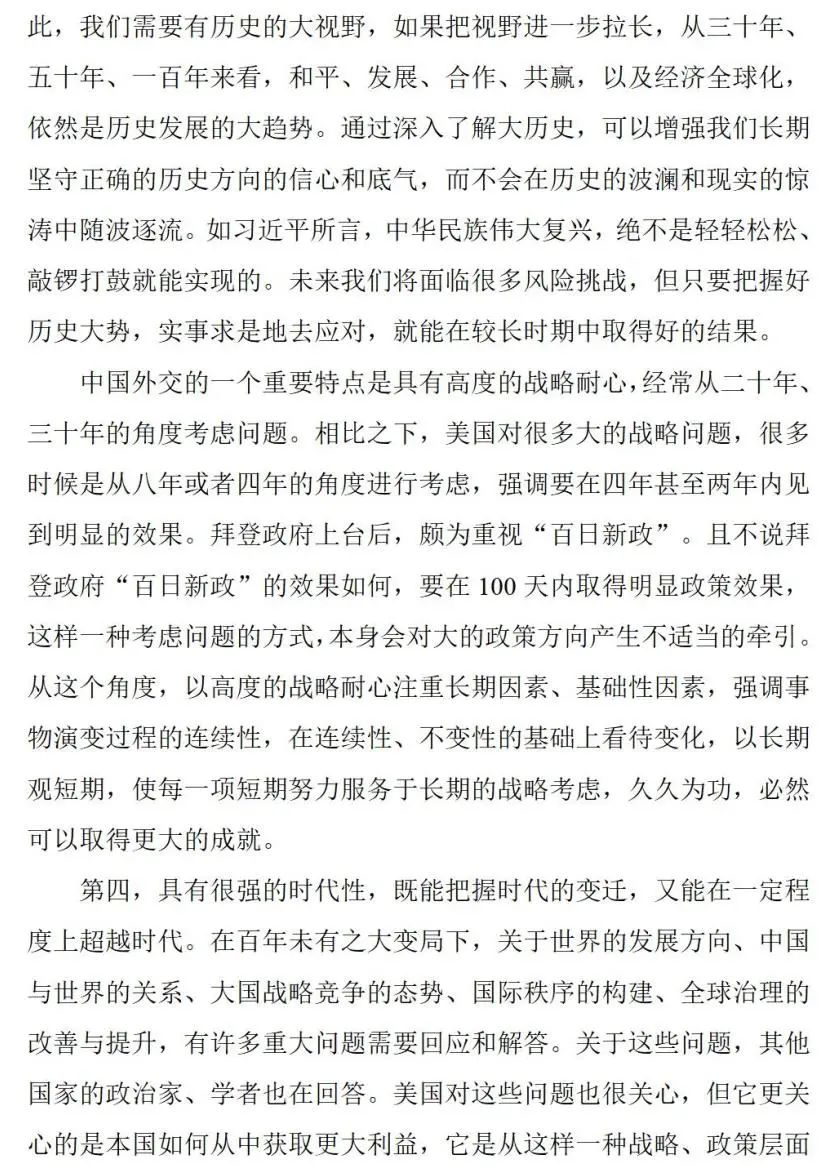 此，我们需要有历史的大视野，如果把视野进一步拉长，从三十年、
五十年、一百年来看，和平、发展、合作、共赢，以及经济全球化，
依然是历史发展的大趋势。通过深入了解大历史，可以增强我们长期
坚守正确的历史方向的信心和底气，而不会在历史的波澜和现实的惊
涛中随波逐流。如习近平所言，中华民族伟大复兴，绝不是轻轻松松、
敲锣打鼓就能实现的。未来我们将面临很多风险挑战，但只要把握好
历史大势，实事求是地去应对，就能在较长时期中取得好的结果。
中国外交的一个重要特点是具有高度的战略耐心，经常从二十年、
三十年的角度考虑问题。相比之下，美国对很多大的战略问题，很多
时候是从八年或者四年的角度进行考虑，强调要在四年甚至两年内见
到明显的效果。拜登政府上台后，颇为重视“百日新政”。且不说拜
登政府“百日新政”的效果如何，要在 100 天内取得明显政策效果，
这样一种考虑问题的方式，本身会对大的政策方向产生不适当的牵引。
从这个角度，以高度的战略耐心注重长期因素、基础性因素，强调事
物演变过程的连续性，在连续性、不变性的基础上看待变化，以长期
观短期，使每一项短期努力服务于长期的战略考虑，久久为功，必然
可以取得更大的成就。
第四，具有很强的时代性，既能把握时代的变迁，又能在一定程
度上超越时代。在百年未有之大变局下，关于世界的发展方向、中国
与世界的关系、大国战略竞争的态势、国际秩序的构建、全球治理的
改善与提升，有许多重大问题需要回应和解答。关于这些问题，其他
国家的政治家、学者也在回答。美国对这些问题也很关心，但它更关
心的是本国如何从中获取更大利益，它是从这样一种战略、政策层面